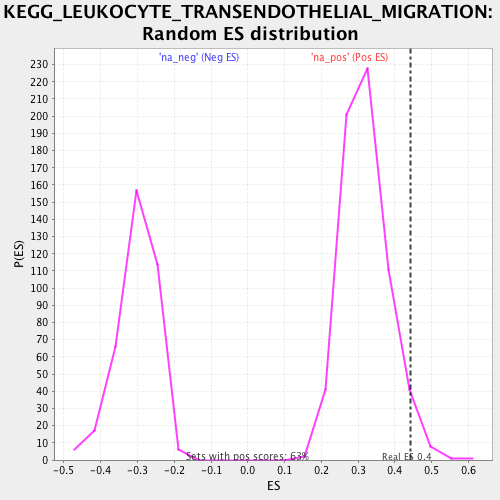 KEGG_LEUKOCYTE_TRANSENDOTHELIAL_MIGRATION:
Random ES distribution
'na_neg' (Neg ES)
'na_pos' (Pos ES)
230
220
210
200
190
180
170
160
150
140
130
120
110
100
90
80
70
60
50
40
30
20
10
0
P(ES)
Sets with pos scores: 63%
Real ES 0.4
-0.5 -0.4 -0.3 -0.2 -0.1 0.0 0.1 0.2 0.3 0.4 0.5 0.6
ES